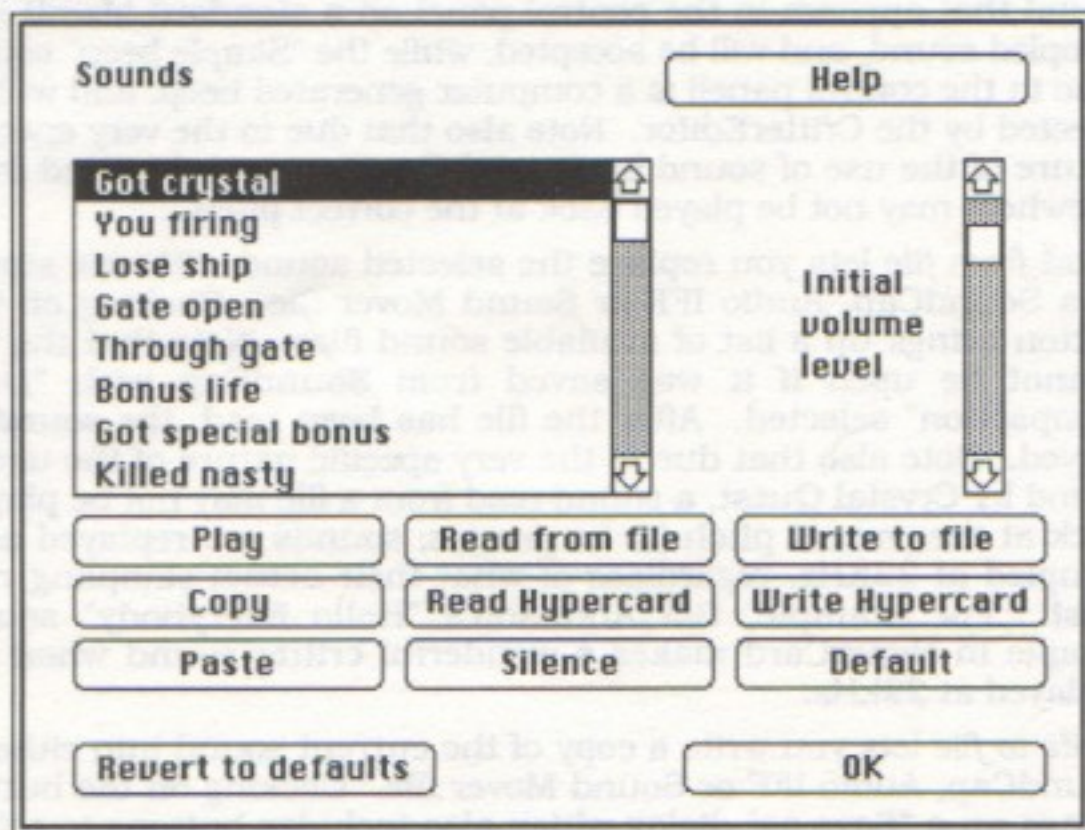 Sounds
Help
Got crystal
You firing
Lose ship
Gate open
Through gate
Bonus life
Got special bonus
Killed nasty
Initial
volume
level
Play
Read from file
Write to file
Copy
Read Hypercard
Write Hypercard
Paste
Silence
Default
Revert to defaults
OK